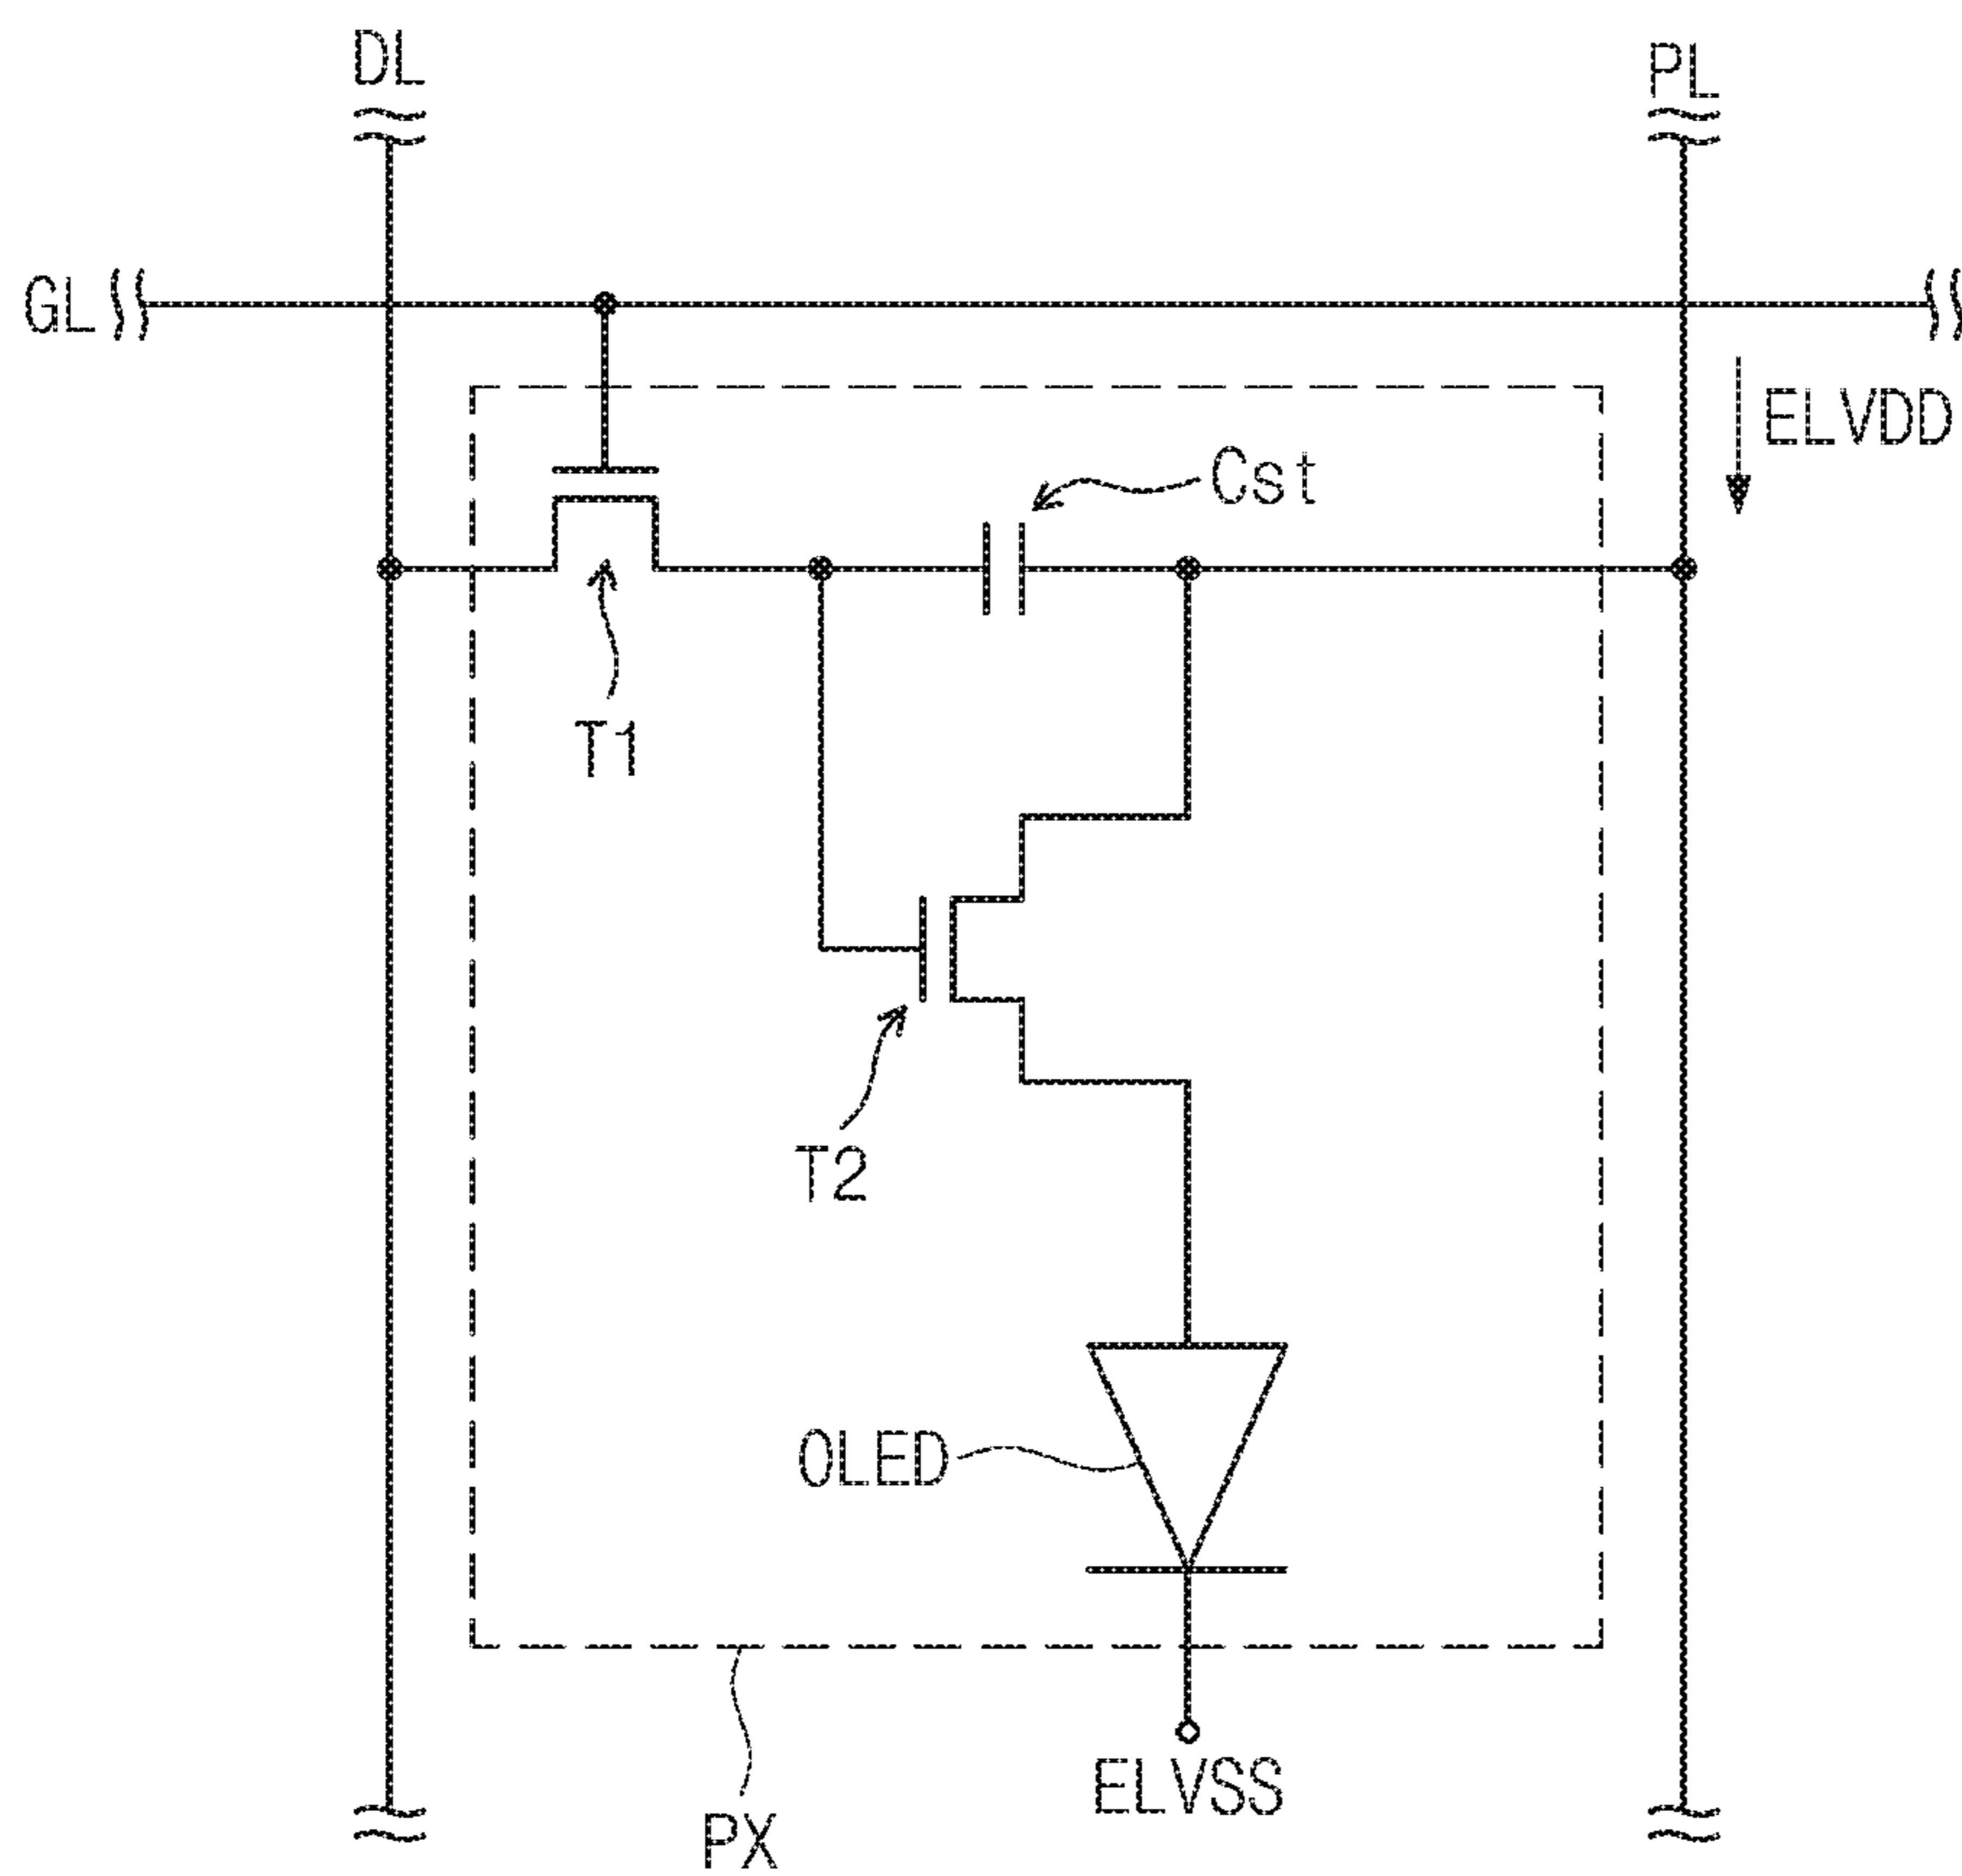 DL
PL
GL
ELVDD
Cst
T1
T2
OLED
ELVSS
PX